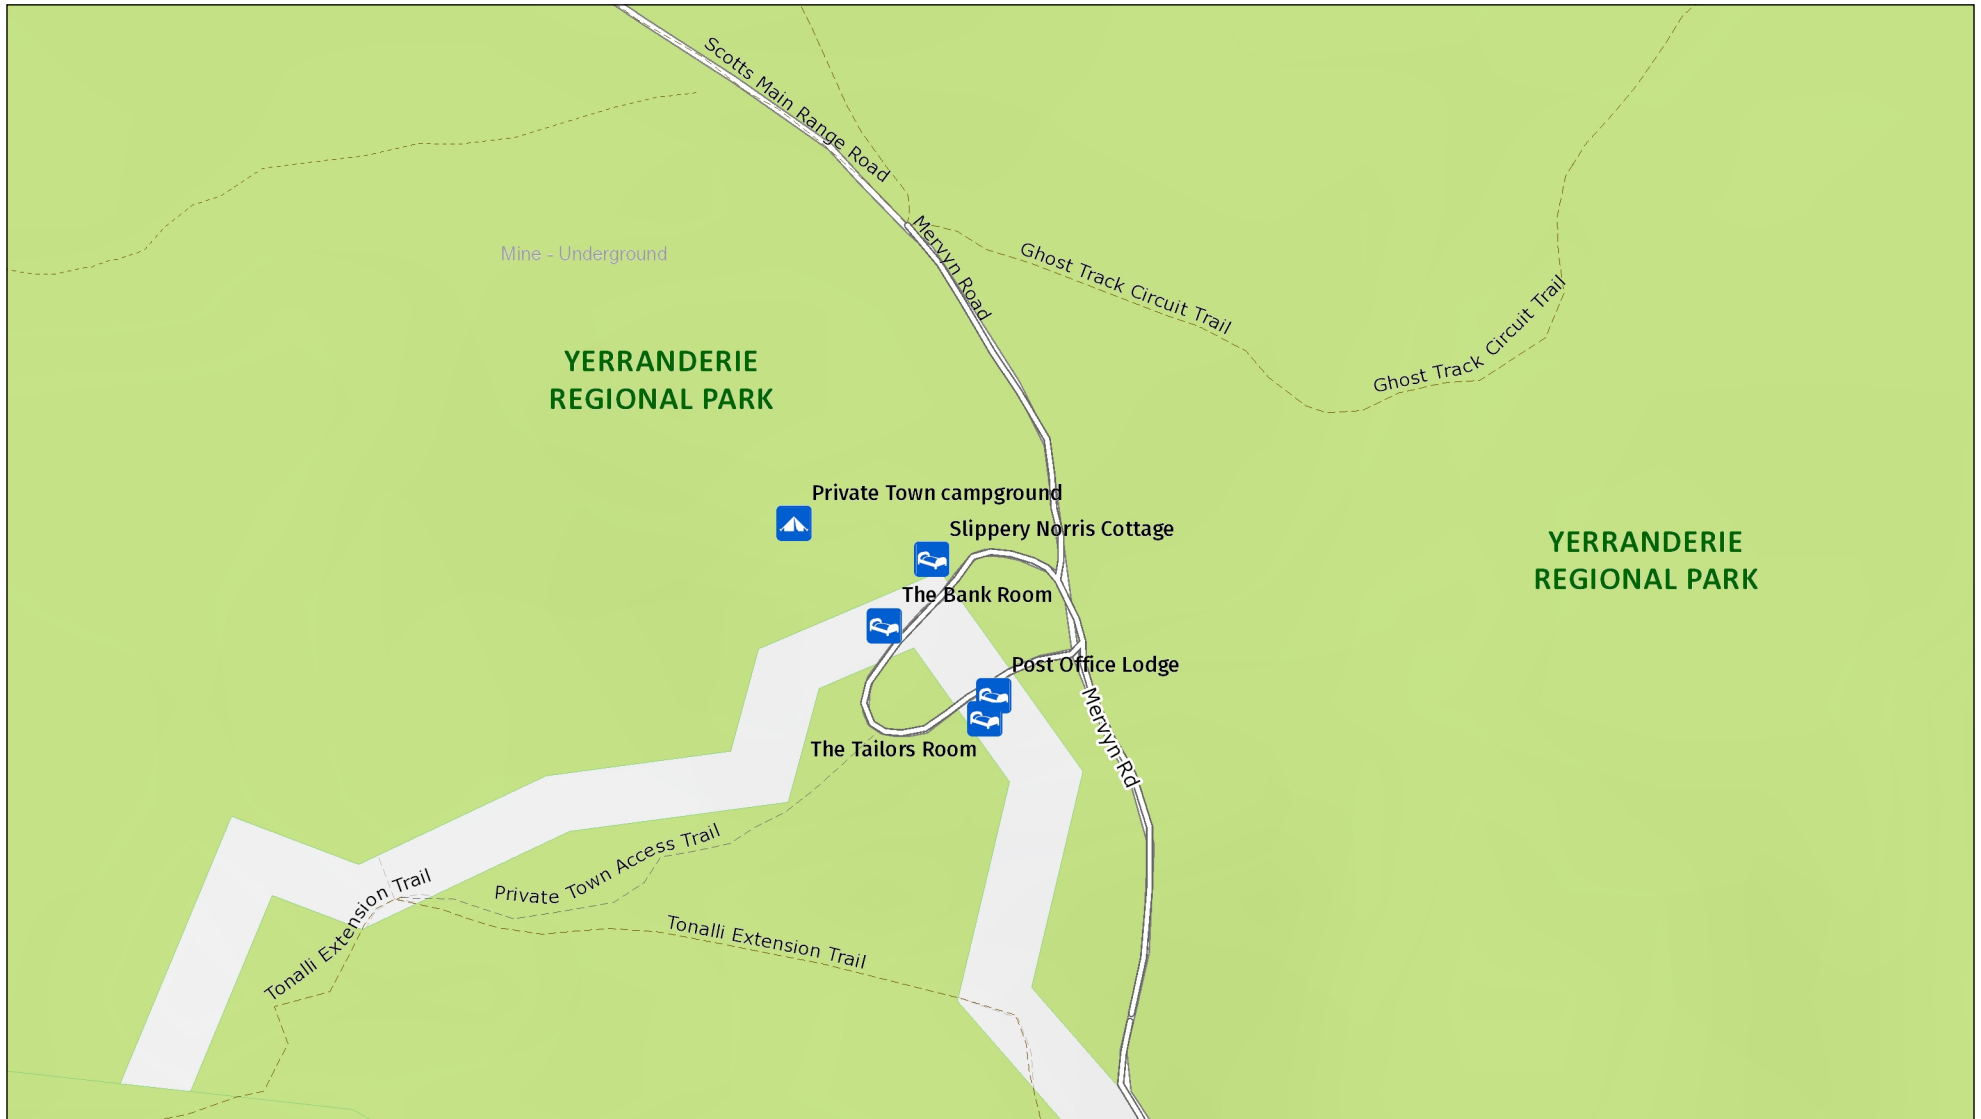 Scotts Main Range Road
Mervyn Road
Ghost Track Circuit Trail
Mine - Underground
Ghost Track Circuit Trail
YERRANDERIE
REGIONAL PARK
Private Town campground
Slippery Norris Cottage
YERRANDERIE
REGIONAL PARK
The Bank Room
Post Office Lodge
Mervyn Rd
The Tailors Room
Private Town Access Trail
Tonalli Extension Trail
Tonalli Extension Trail